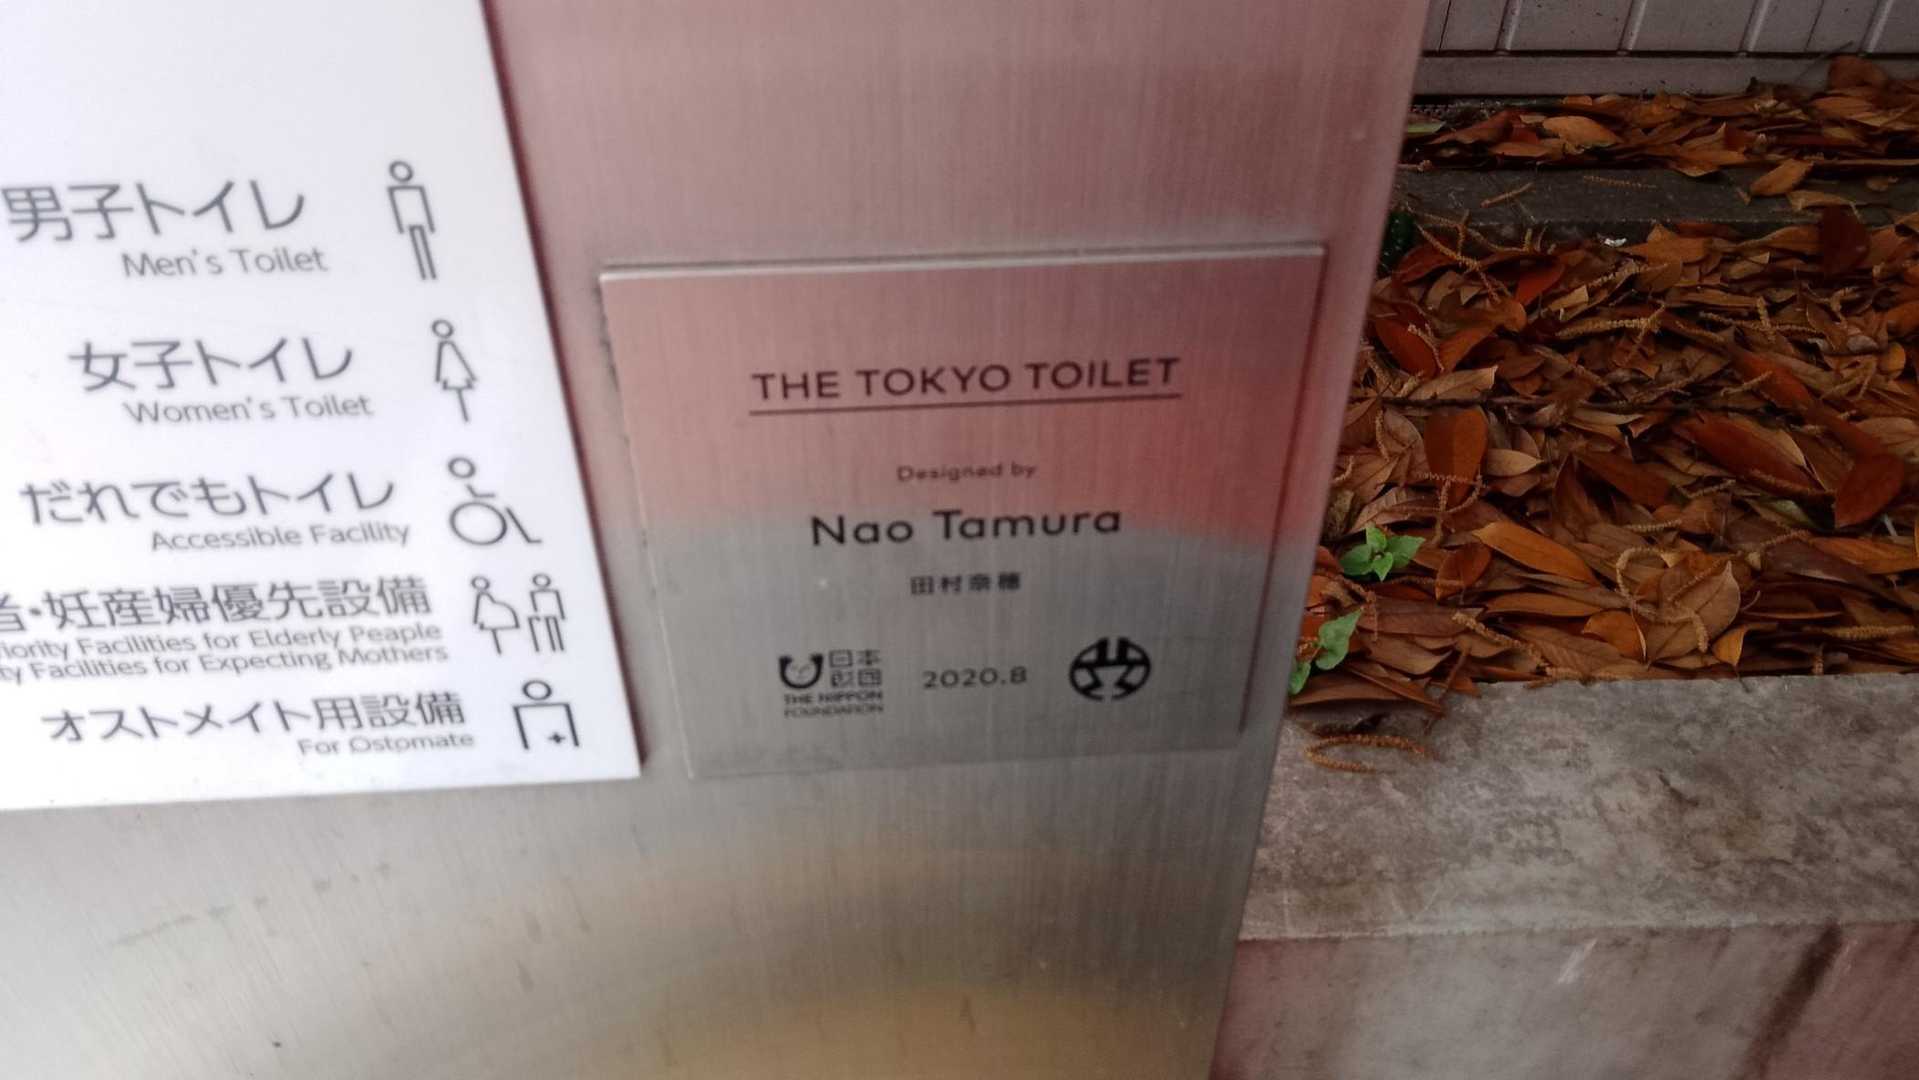 男子トイレ
Men's Toilet
女子トイレ
Women's Toilet
だれでもトイレ
Accessible Facility
者・妊産婦優先設備
iority Facilities for Elderly Peaple
ty Facilities for Expecting Mothers
オストメイト用設備
For Ostomate
THE TOKYO TOILET
Designed by
Nao Tamura
田村奈穂
日本
財団
THE NIPPON
FOUNDATION
2020.8